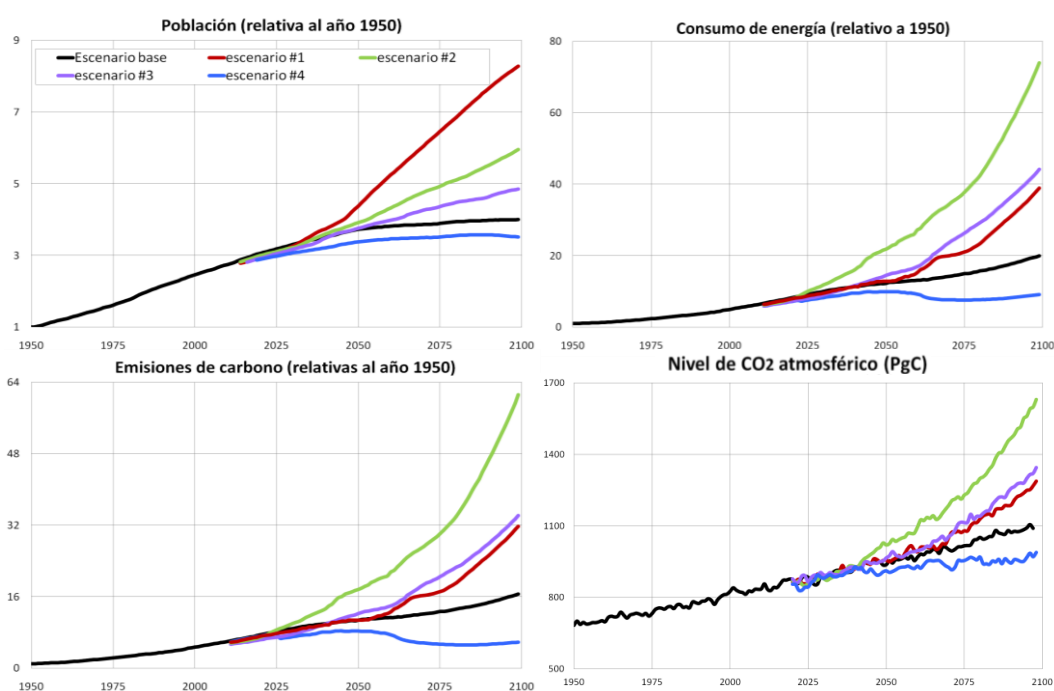 Población (relativa al año 1950)
9
7
5
3
1
Escenario base escenario #1 escenario #2
escenario #3 escenario #4
1950 1975 2000 2025 2050 2075 2100
Consumo de energía (relativo a 1950)
80
60
40
20
0
1950 1975 2000 2025 2050 2075 2100
Emisiones de carbono (relativas al año 1950)
64
48
32
16
0
1950 1975 2000 2025 2050 2075 2100
Nivel de CO2 atmosférico (PgC)
1700
1400
1100
800
500
1950 1975 2000 2025 2050 2075 2100